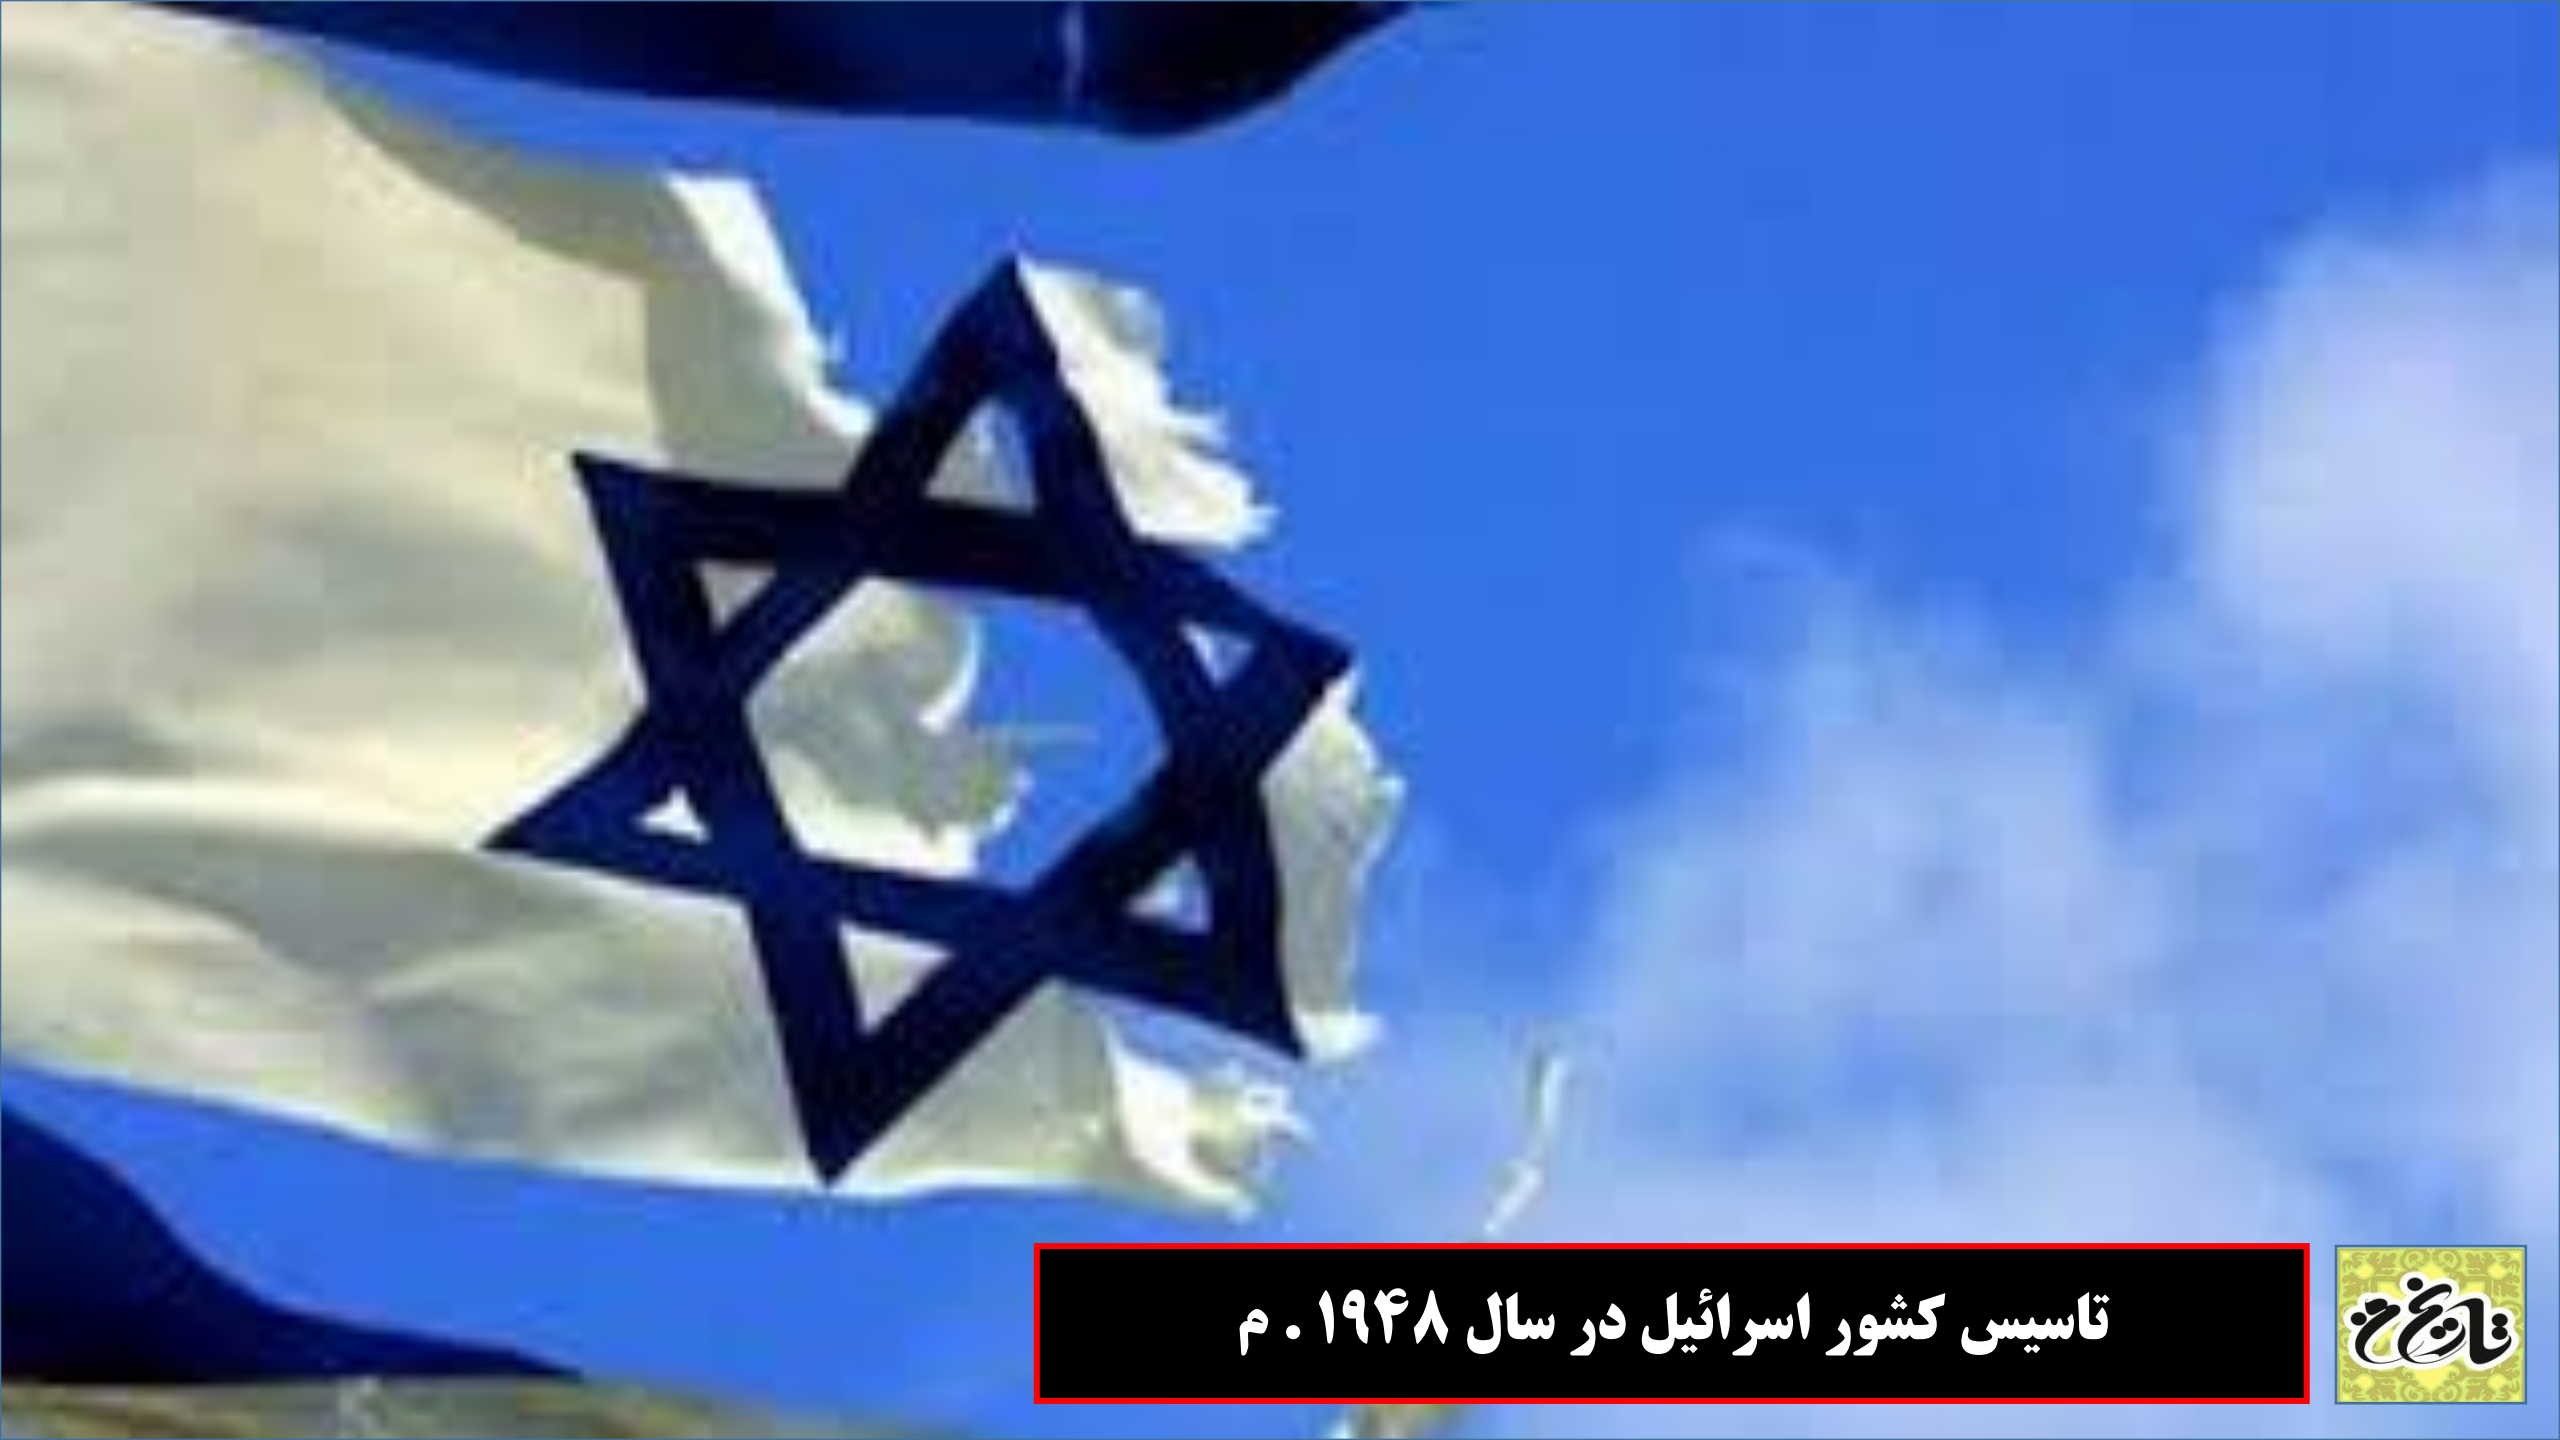 تاسیس کشور اسرائیل در سال ۱۹۴۸ . م